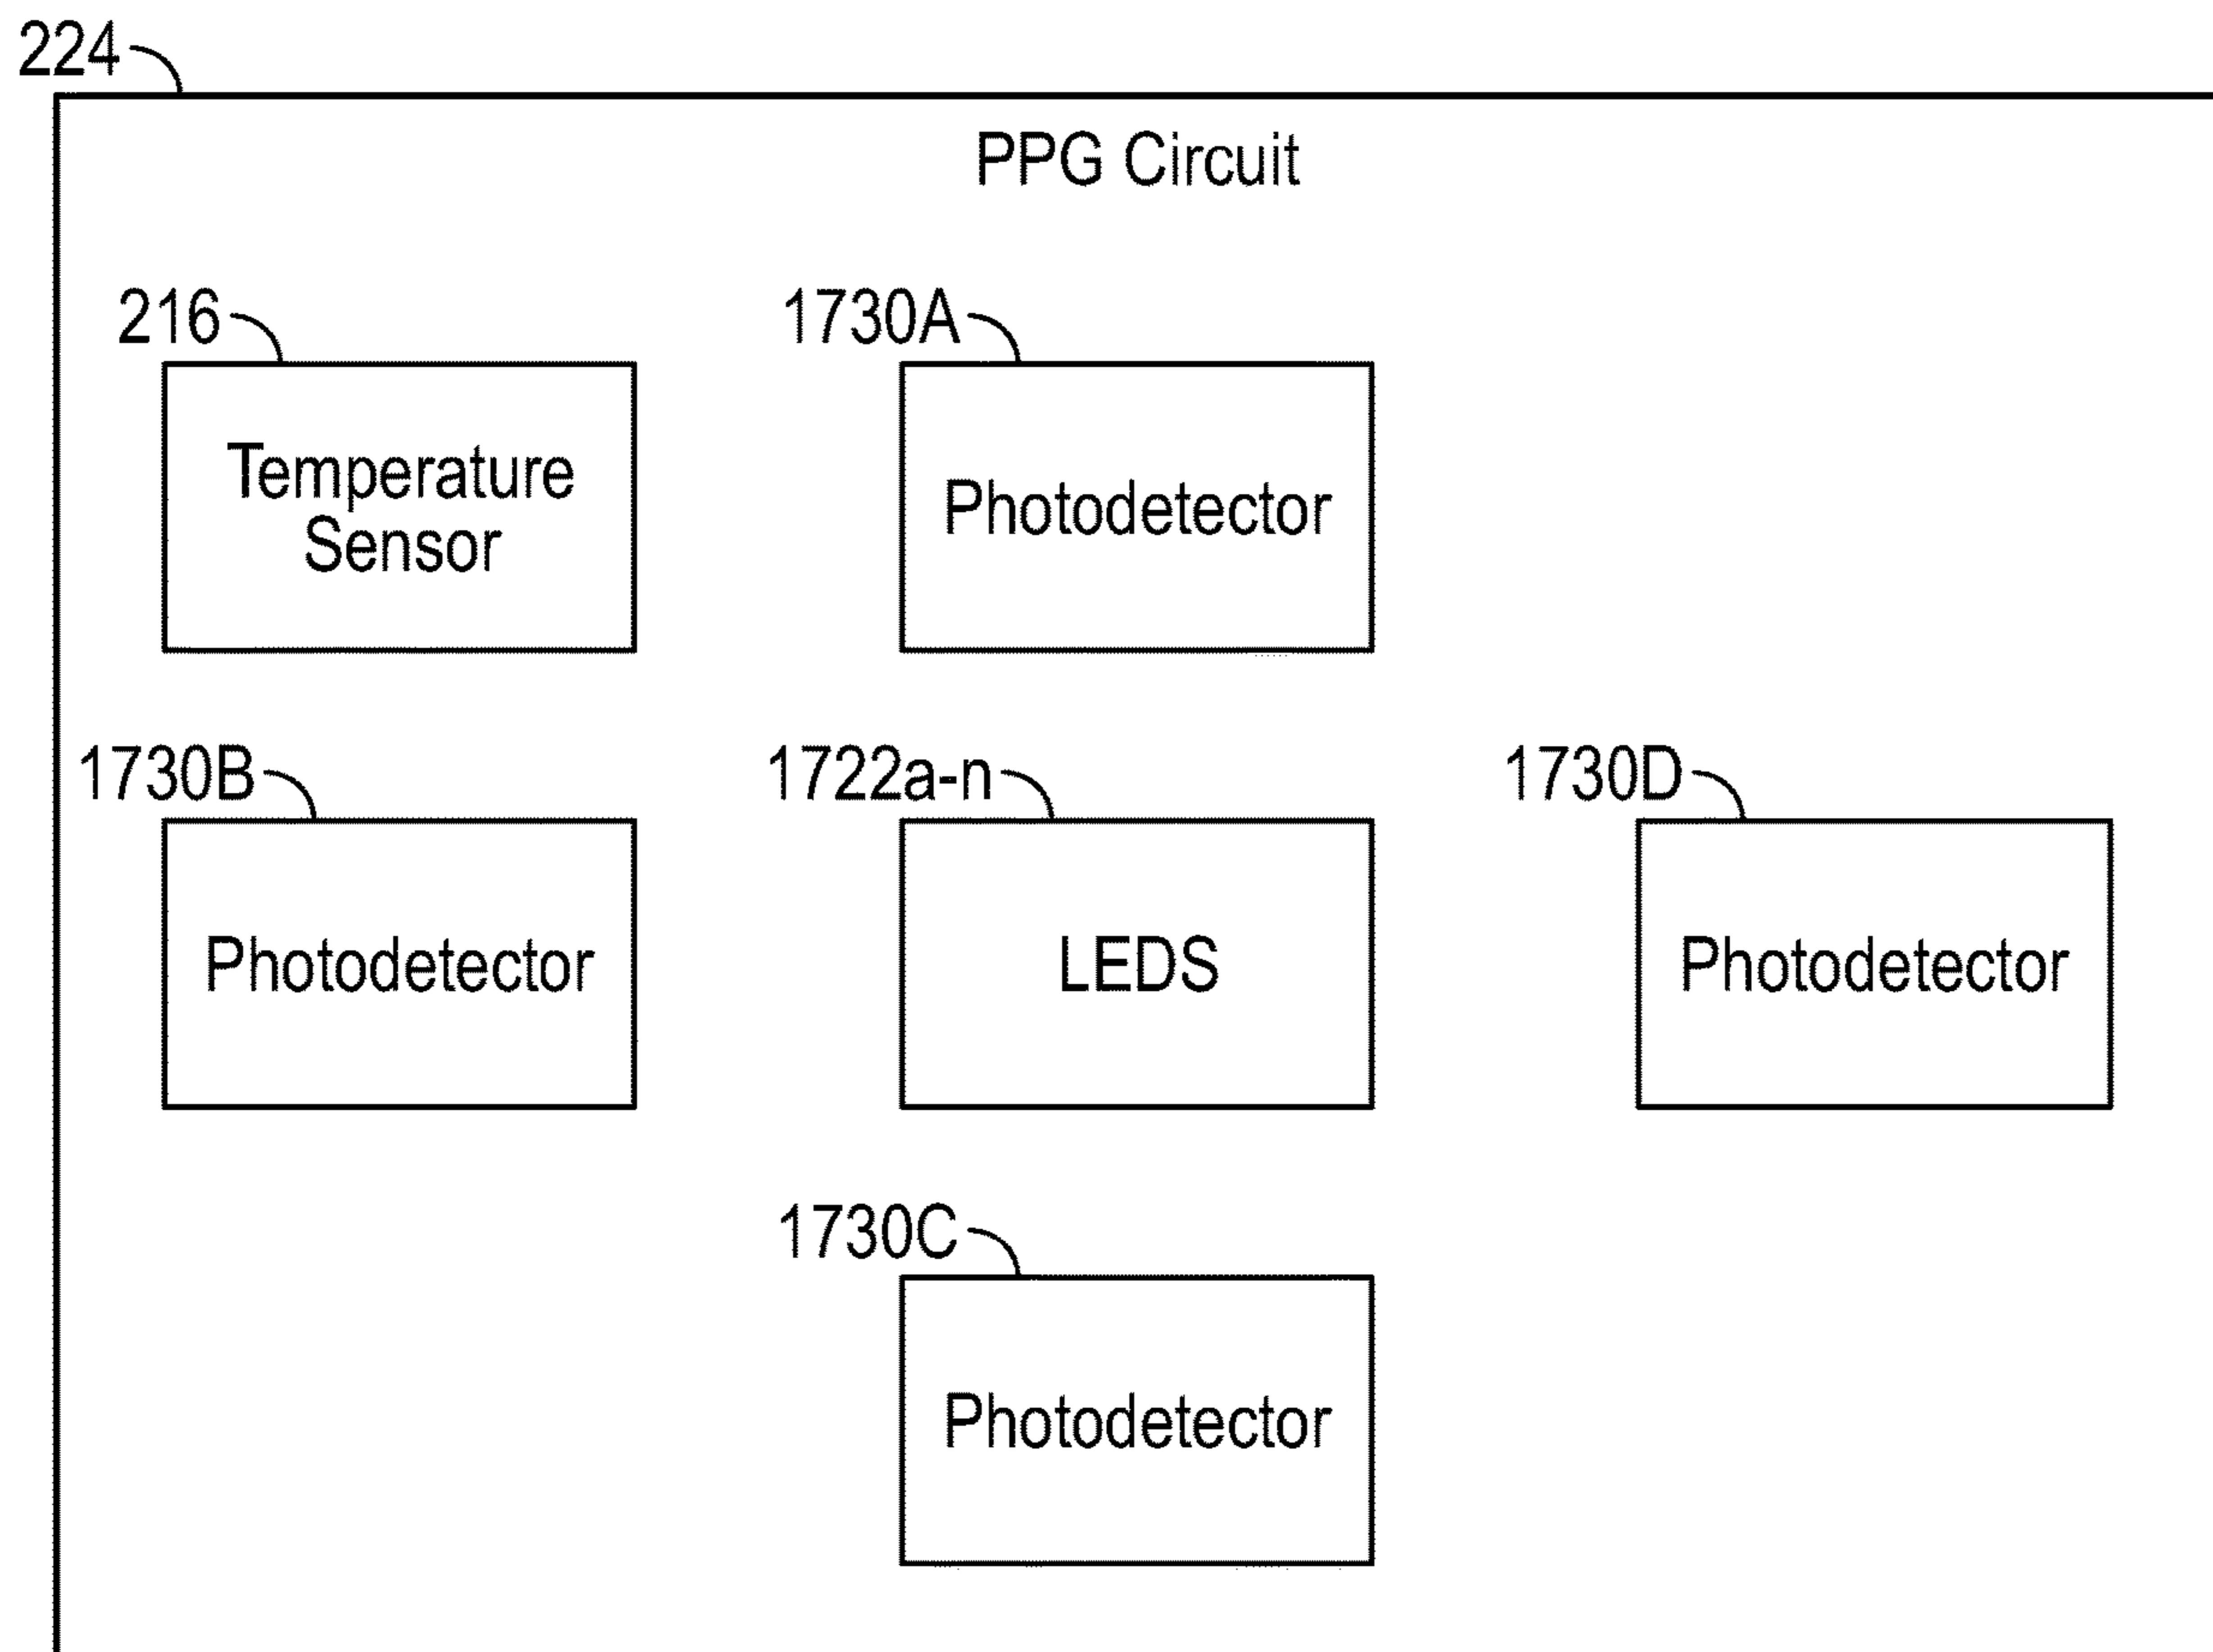 224
PPG Circuit
216
1730A
Temperature
Sensor
Photodetector
1730B
1722a-n
1730D
Photodetector
LEDS
Photodetector
1730C
Photodetector